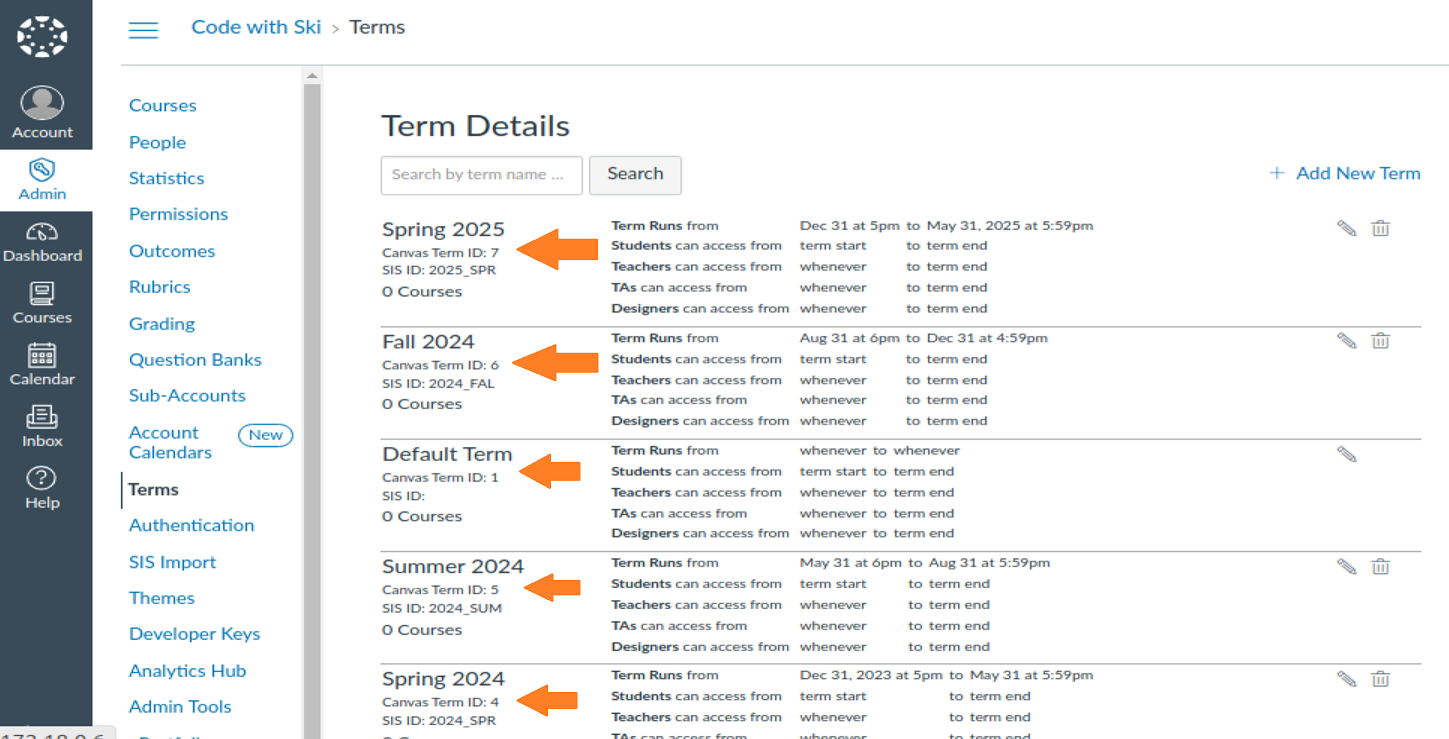 Code with Ski > Terms
Account
Admin
Dashboard
Courses
Calendar
Inbox
Help
Courses
People
Statistics
Permissions
Outcomes
Rubrics
Grading
Question Banks
Sub-Accounts
Account
Calendars
New
Terms
Authentication
SIS Import
Themes
Developer Keys
Analytics Hub
Admin Tools
Term Details
Search by term name ...
Search
+ Add New Term
Spring 2025
Canvas Term ID: 7
SIS ID: 2025_SPR
0 Courses
Term Runs from Dec 31 at 5pm to May 31, 2025 at 5:59pm
Students can access from term start to term end
Teachers can access from whenever to term end
TAs can access from whenever to term end
Designers can access from whenever to term end
Fall 2024
Canvas Term ID: 6
SIS ID: 2024_FAL
0 Courses
Term Runs from Aug 31 at 6pm to Dec 31 at 4:59pm
Students can access from term start to term end
Teachers can access from whenever to term end
TAs can access from whenever to term end
Designers can access from whenever to term end
Default Term
Canvas Term ID: 1
SIS ID:
0 Courses
Term Runs from whenever to whenever
Students can access from term start to term end
Teachers can access from whenever to term end
TAs can access from whenever to term end
Designers can access from whenever to term end
Summer 2024
Canvas Term ID: 5
SIS ID: 2024_SUM
0 Courses
Term Runs from May 31 at 6pm to Aug 31 at 5:59pm
Students can access from term start to term end
Teachers can access from whenever to term end
TAs can access from whenever to term end
Designers can access from whenever to term end
Spring 2024
Canvas Term ID: 4
SIS ID: 2024_SPR
Term Runs from Dec 31, 2023 at 5pm to May 31 at 5:59pm
Students can access from term start to term end
Teachers can access from whenever to term end
TAs can access from whenever to term end